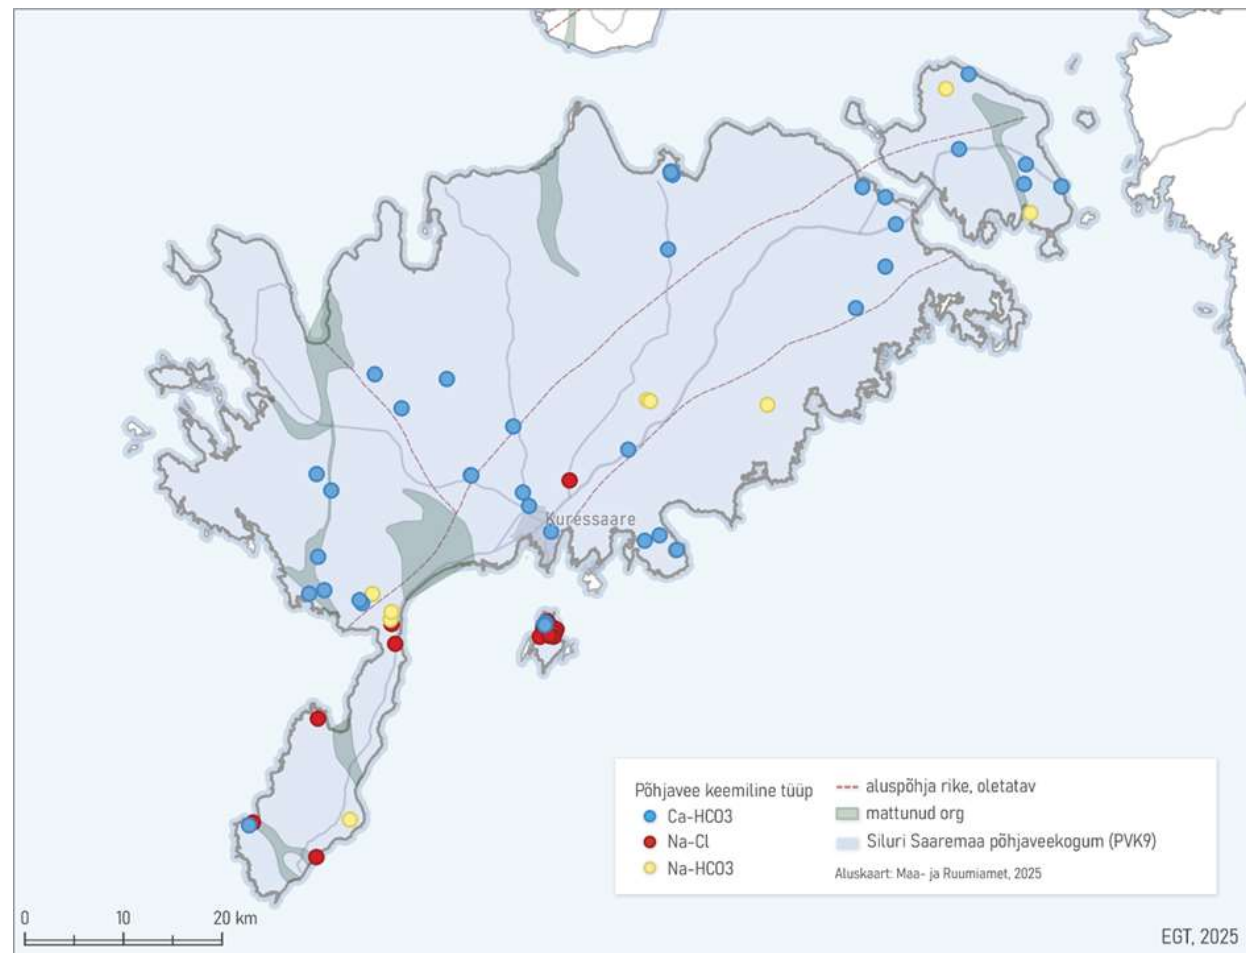 Kuressaare
Põhjavee keemiline tüüp
Ca-HCO3
Na-Cl
Na-HCO3
aluspõhja rike, oletatav
mattunud org
Siluri Saaremaa põhjaveekogum (PVK9)
Aluskaart: Maa- ja Ruumiamet, 2025
0 10 20 km
EGT, 2025